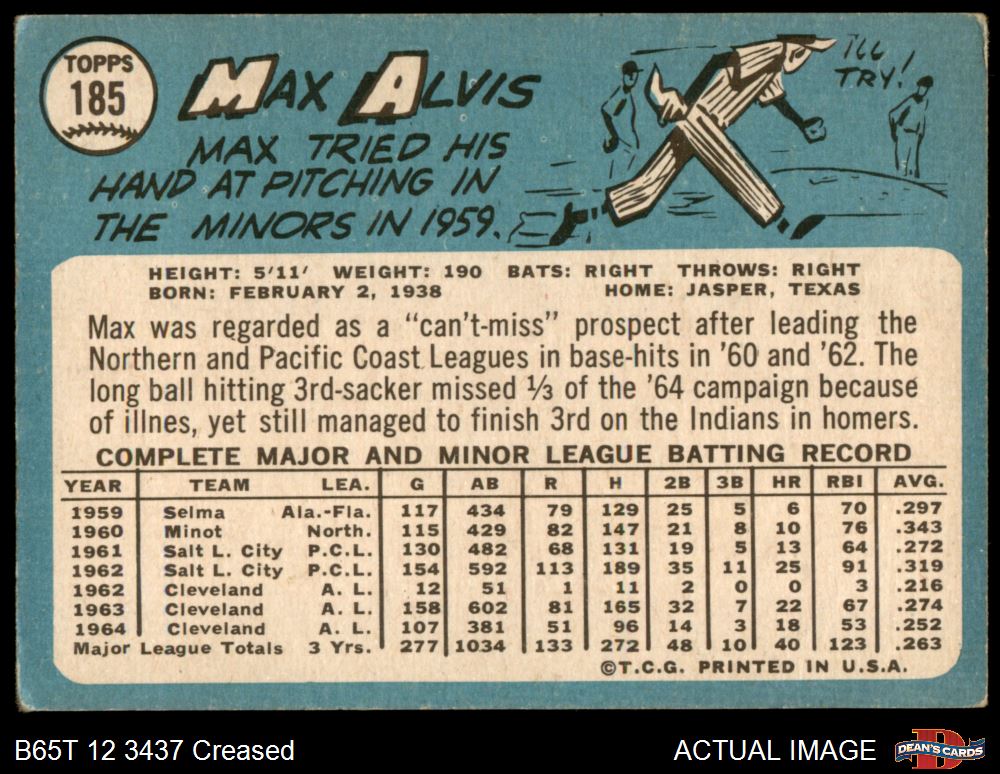 TOPPS
185
MAX ALVIS
MAX TRIED HIS
HAND AT PITCHING IN
THE MINORS IN 1959.
I'LL
TRY!
HEIGHT: 5'11' WEIGHT: 190 BATS: RIGHT THROWS: RIGHT
BORN: FEBRUARY 2, 1938 HOME: JASPER, TEXAS
Max was regarded as a "can't-miss" prospect after leading the
Northern and Pacific Coast Leagues in base-hits in '60 and '62. The
long ball hitting 3rd-sacker missed ⅓ of the '64 campaign because
of illnes, yet still managed to finish 3rd on the Indians in homers.
COMPLETE MAJOR AND MINOR LEAGUE BATTING RECORD
YEAR TEAM LEA. G AB R H 2B 3B HR RBI AVG.
1959 Selma Ala.-Fla. 117 434 79 129 25 5 6 70 .297
1960 Minot North. 115 429 82 147 21 8 10 76 .343
1961 Salt L. City P.C.L. 130 482 68 131 19 5 13 64 .272
1962 Salt L. City P.C.L. 154 592 113 189 35 11 25 91 .319
1962 Cleveland A. L. 12 51 1 11 2 0 0 3 .216
1963 Cleveland A. L. 158 602 81 165 32 7 22 67 .274
1964 Cleveland A. L. 107 381 51 96 14 3 18 53 .252
Major League Totals 3 Yrs. 277 1034 133 272 48 10 40 123 .263
©T.C.G. PRINTED IN U.S.A.
B65T 12 3437 Creased ACTUAL IMAGE
DEAN'S CARDS